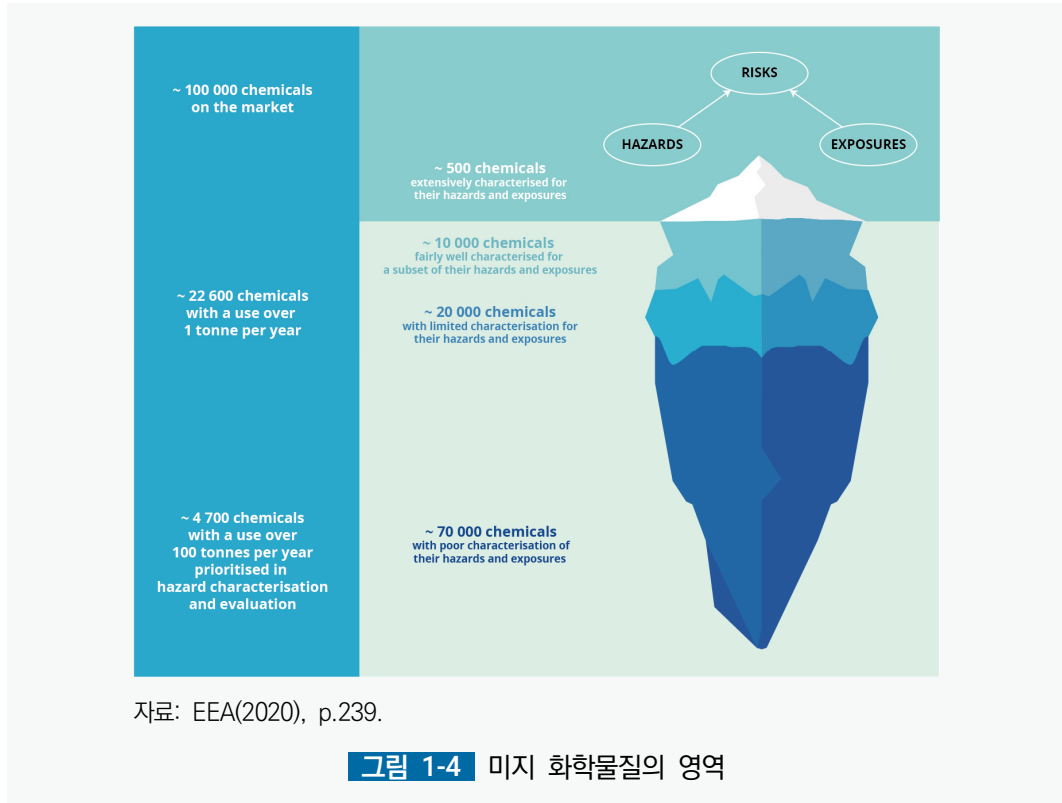 ~ 100 000 chemicals
on the market
~ 22 600 chemicals
with a use over
1 tonne per year
~ 4 700 chemicals
with a use over
100 tonnes per year
prioritised in
hazard characterisation
and evaluation
RISKS
HAZARDS
EXPOSURES
~ 500 chemicals
extensively characterised for
their hazards and exposures
~ 10 000 chemicals
fairly well characterised for
a subset of their hazards and exposures
~ 20 000 chemicals
with limited characterisation for
their hazards and exposures
~ 70 000 chemicals
with poor characterisation of
their hazards and exposures
자료: EEA(2020), p.239.
그림 1-4 미지 화학물질의 영역